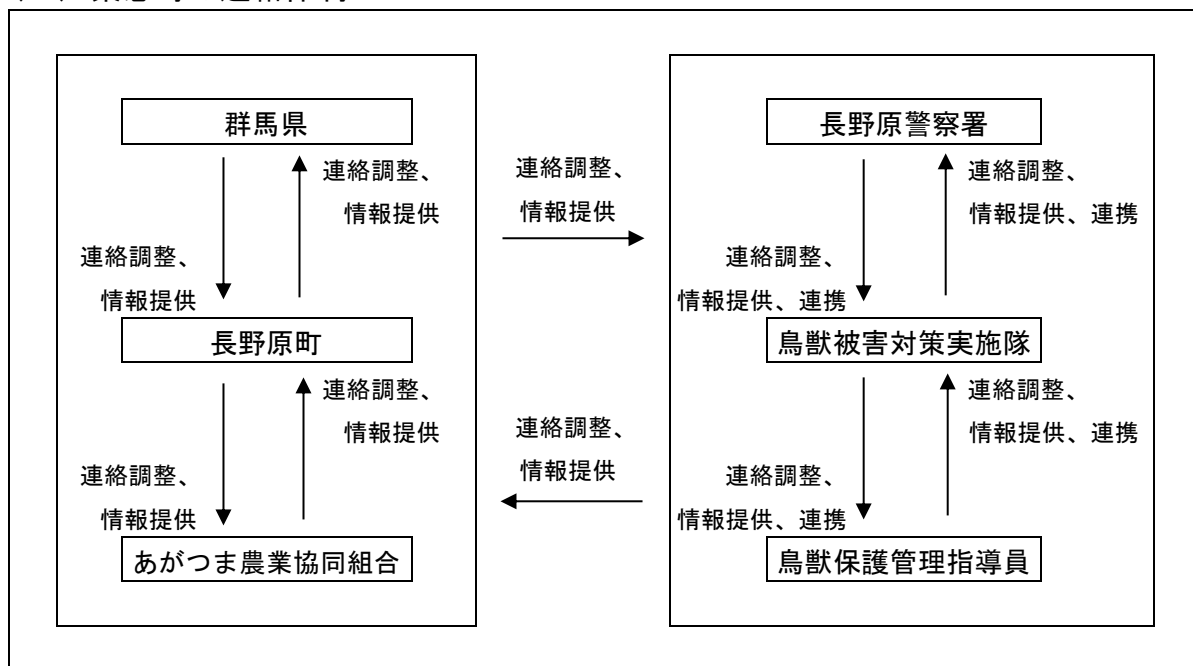 群馬県
連絡調整、
情報提供
連絡調整、
情報提供
長野原町
連絡調整、
情報提供
連絡調整、
情報提供
あがつま農業協同組合
連絡調整、
情報提供
連絡調整、
情報提供
長野原警察署
連絡調整、
情報提供、連携
連絡調整、
情報提供、連携
鳥獣被害対策実施隊
連絡調整、
情報提供、連携
連絡調整、
情報提供、連携
鳥獣保護管理指導員